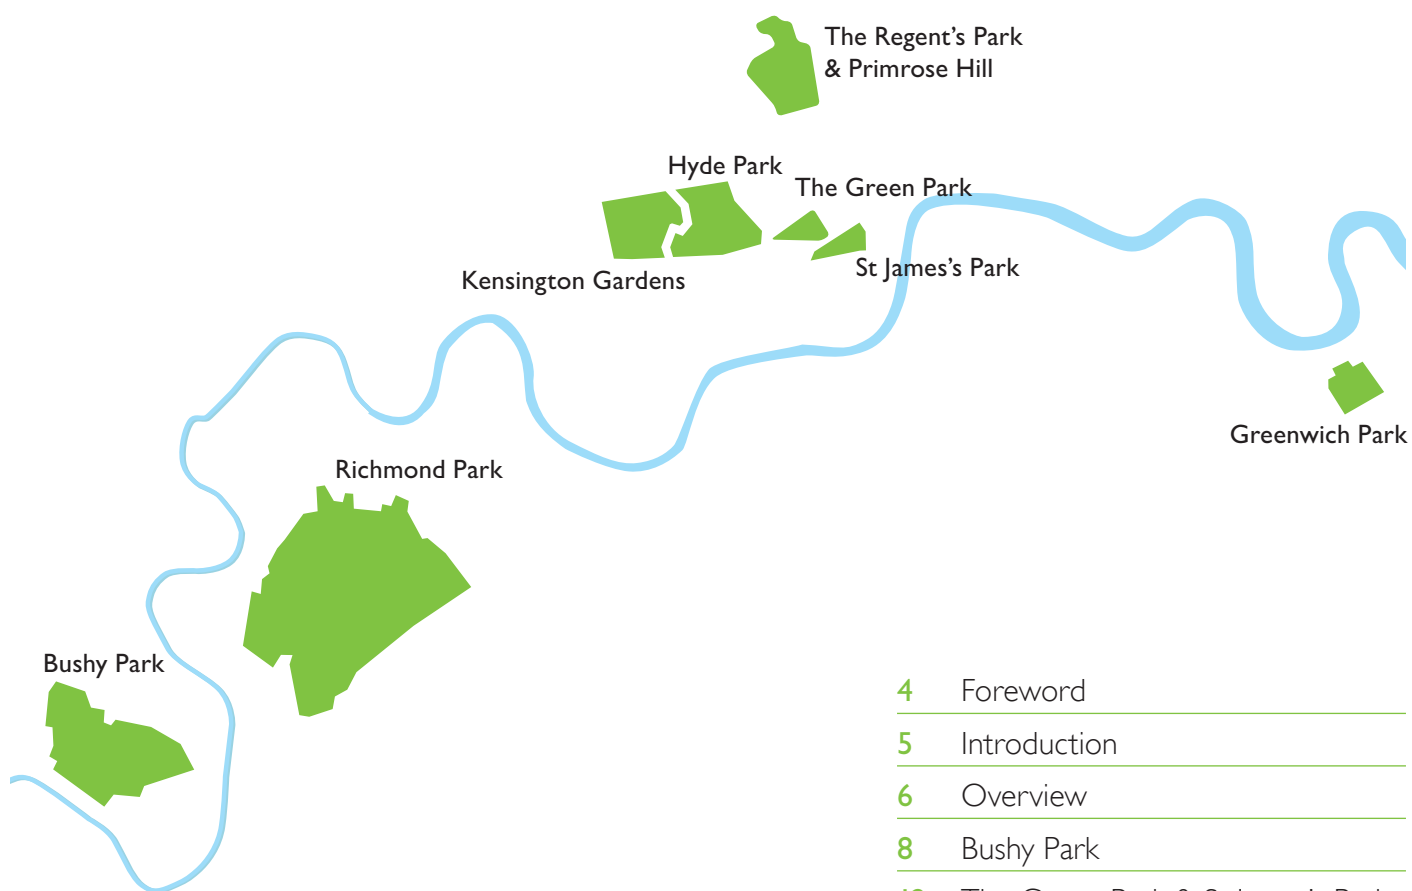 The Regent's Park
& Primrose Hill
Hyde Park
The Green Park
St James's Park
Kensington Gardens
Greenwich Park
Richmond Park
Bushy Park
4 Foreword
5 Introduction
6 Overview
8 Bushy Park